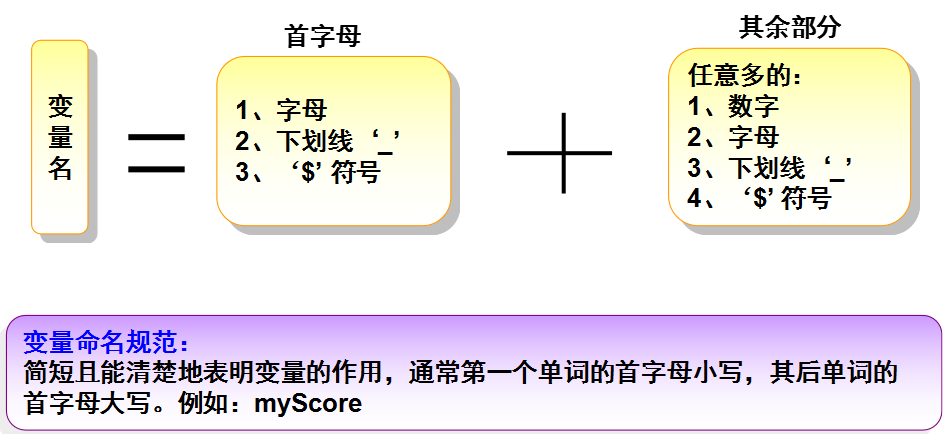 变量名
首字母
1、字母
2、下划线 ‘_’
3、 ‘$’ 符号
其余部分
任意多的：
1、数字
2、字母
3、下划线 ‘_’
4、 ‘$’ 符号
变量命名规范：
简短且能清楚地表明变量的作用，通常第一个单词的首字母小写，其后单词的
首字母大写。例如：myScore